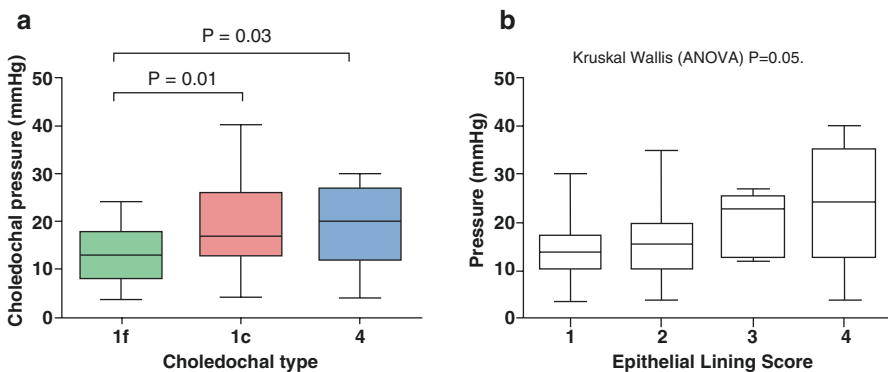 a
P = 0.03
P = 0.01
Choledochal pressure (mmHg)
50
40
30
20
10
0
1f 1c 4
Choledochal type
b
Kruskal Wallis (ANOVA) P=0.05.
Pressure (mmHg)
50
40
30
20
10
0
1 2 3 4
Epithelial Lining Score